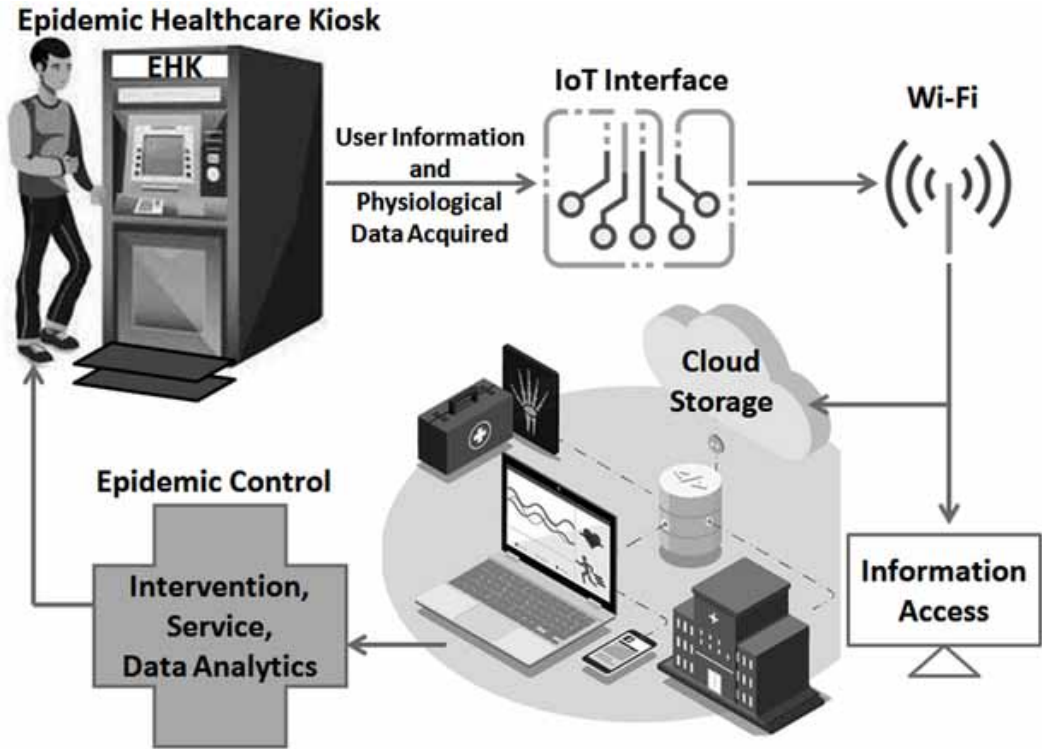 Epidemic Healthcare Kiosk
EHK
User Information
and
Physiological
Data Acquired
IoT Interface
Wi-Fi
Cloud
Storage
</>
Information
Access
Epidemic Control
Intervention,
Service,
Data Analytics